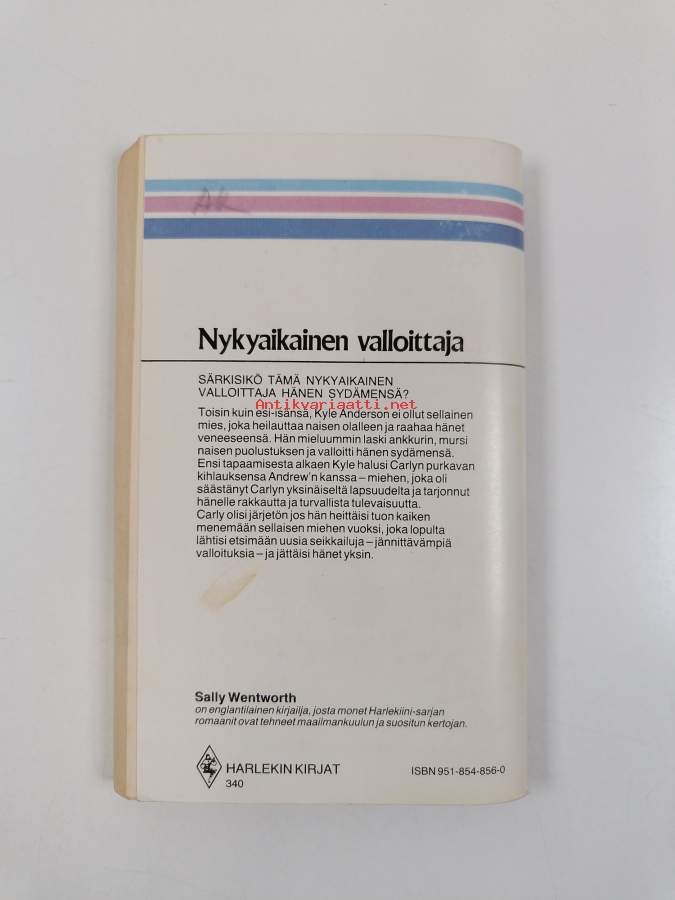 AR
Nykyaikainen valloittaja
SÄRKISIKÖ TÄMÄ NYKYAIKAINEN
VALLOITTAJA HÄNEN SYDÄMENSÄ?
Antikvariaatti.net
Toisin kuin esi-isänsä, Kyle Anderson ei ollut sellainen
mies, joka heilauttaa naisen olalleen ja raahaa hänet
veneeseensä. Hän mieluummin laski ankkurin, mursi
naisen puolustuksen ja valloitti hänen sydämensä.
Ensi tapaamisesta alkaen Kyle halusi Carlyn purkavan
kihlauksensa Andrew'n kanssa – miehen, joka oli
säästänyt Carlyn yksinäiseltä lapsuudelta ja tarjonnut
hänelle rakkautta ja turvallista tulevaisuutta.
Carly olisi järjetön jos hän heittäisi tuon kaiken
menemään sellaisen miehen vuoksi, joka lopulta
lähtisi etsimään uusia seikkailuja – jännittävämpiä
valloituksia – ja jättäisi hänet yksin.
Sally Wentworth
on englantilainen kirjailja, josta monet Harlekiini-sarjan
romaanit ovat tehneet maailmankuulun ja suositun kertojan.
HARLEKIN KIRJAT
340
ISBN 951-854-856-0